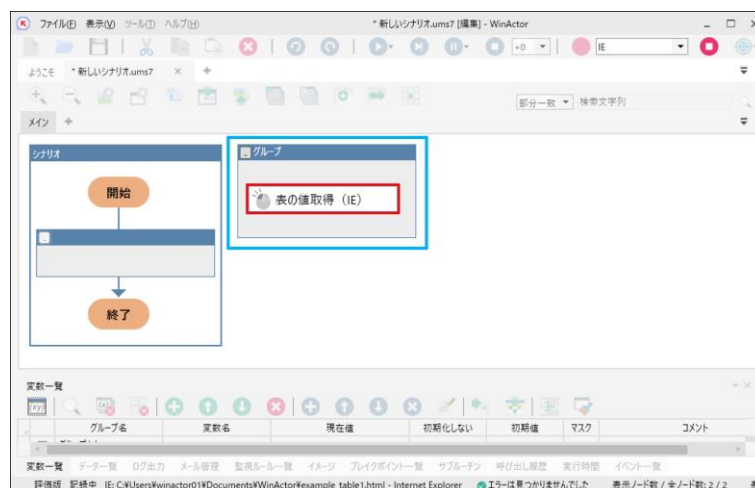 ファイル(F) 表示(V) ツール(T) ヘルプ(H) * 新しいシナリオ.ums7 [編集] - WinActor
+0 IE
ようこそ * 新しいシナリオ.ums7 × +
部分一致 検索文字列
メイン +
シナリオ
グループ
開始
表の値取得（IE）
終了
変数一覧
グループ名 変数名 現在値 初期化しない 初期値 マスク コメント
変数一覧 データ一覧 ログ出力 メール管理 監視ルール一覧 イメージ ブレイクポイント一覧 サブルーチン 呼び出し履歴 実行時間 イベント一覧
評価版 記録中 IE: C:¥Users¥winactor01¥Documents¥WinActor¥example_table1.html - Internet Explorer エラーは見つかりませんでした 表示ノード数 / 全ノード数: 2 / 2